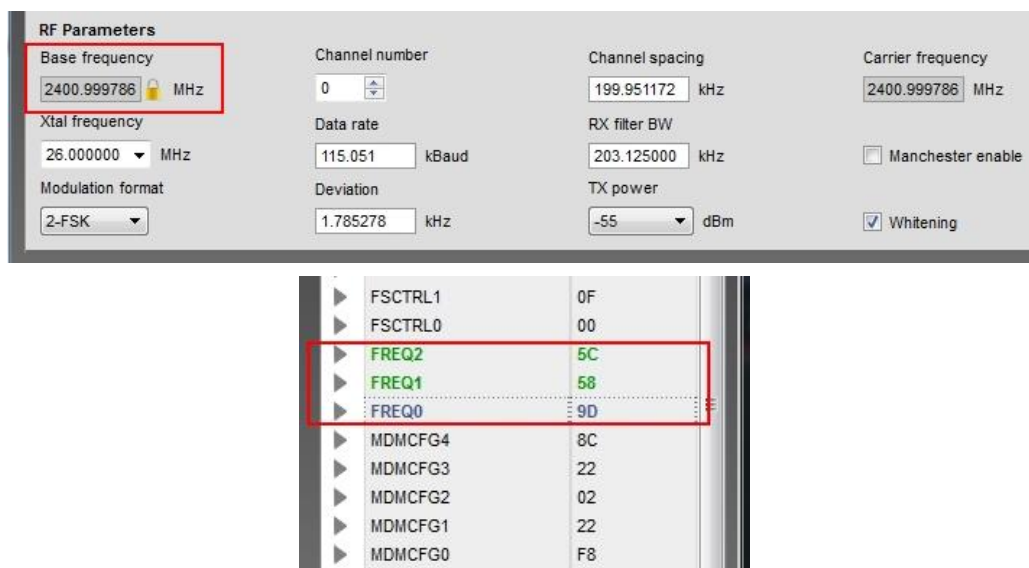 RF Parameters
Base frequency Channel number Channel spacing Carrier frequency
2400.999786 MHz 0 199.951172 kHz 2400.999786 MHz
Xtal frequency Data rate RX filter BW
26.000000 MHz 115.051 kBaud 203.125000 kHz Manchester enable
Modulation format Deviation TX power
2-FSK 1.785278 kHz -55 dBm Whitening
FSCTRL1 0F
FSCTRL0 00
FREQ2 5C
FREQ1 58
FREQ0 9D
MDMCFG4 8C
MDMCFG3 22
MDMCFG2 02
MDMCFG1 22
MDMCFG0 F8